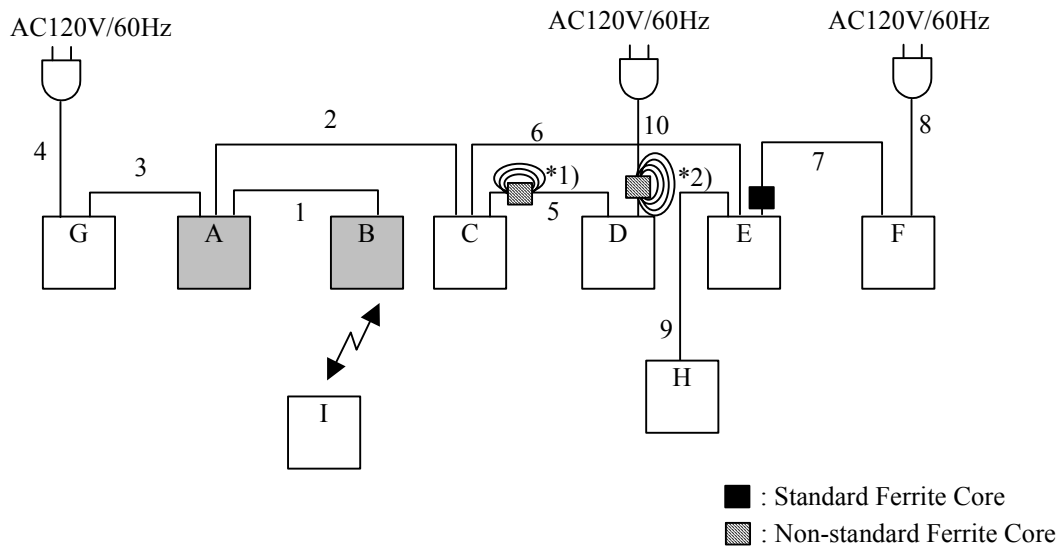 AC120V/60Hz AC120V/60Hz AC120V/60Hz
2 6 10 8
4 3 *1) *2) 7
1 5
G A B C D E F
9
H
I
: Standard Ferrite Core
: Non-standard Ferrite Core